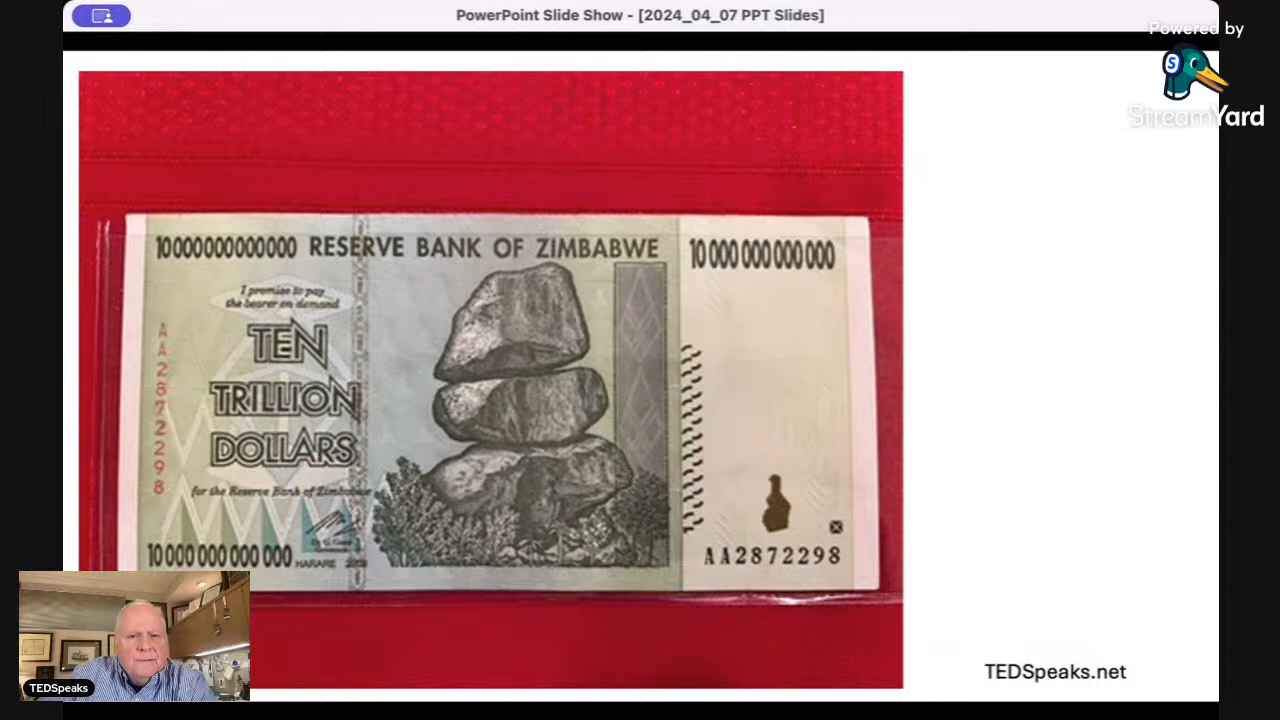 PowerPoint Slide Show - [2024_04_07 PPT Slides]
Powered by
S
StreamYard
10000000000000 RESERVE BANK OF ZIMBABWE
10 000 000 000 000
I promise to pay
the bearer on demand
TEN
TRILLION
DOLLARS
AA2872298
for the Reserve Bank of Zimbabwe
10 000 000 000 000
HARARE
AA2872298
TEDSpeaks
TEDSpeaks.net